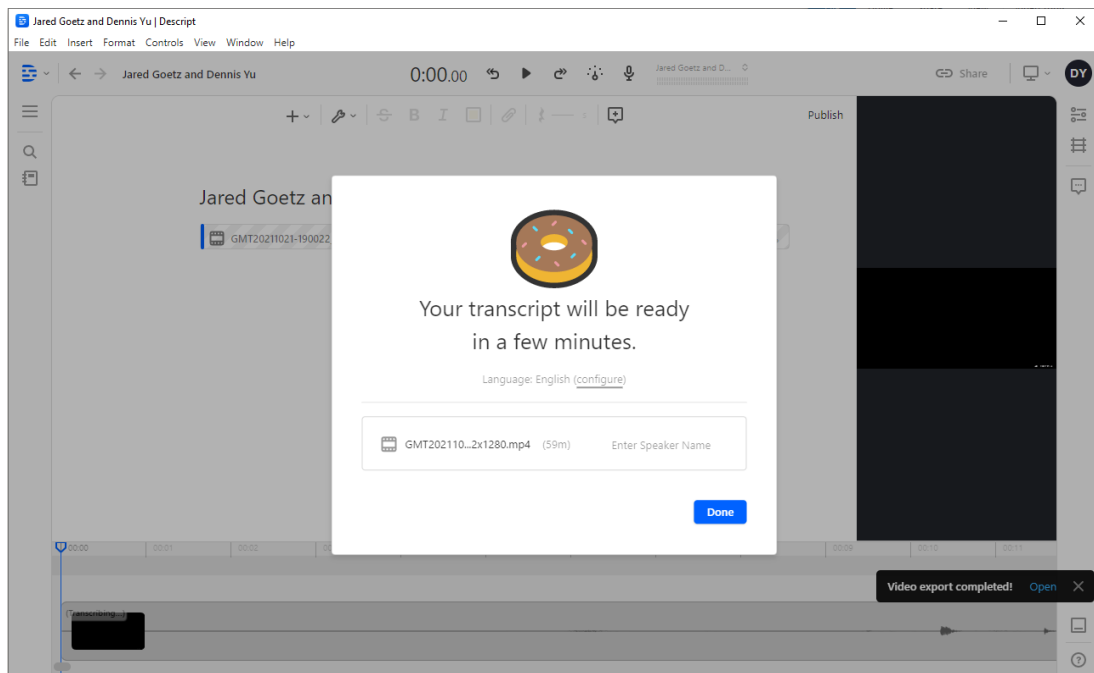 Jared Goetz and Dennis Yu | Descript
File Edit Insert Format Controls View Window Help
Jared Goetz and Dennis Yu
0:00.00
Jared Goetz and D...
Share
DY
B I
Publish
Jared Goetz an
GMT20211021-190022
Your transcript will be ready
in a few minutes.
Language: English (configure)
GMT202110...2x1280.mp4 (59m) Enter Speaker Name
Done
00:00 00:01 00:02 00:09 00:10 00:11
Video export completed! Open
(Transcribing...)